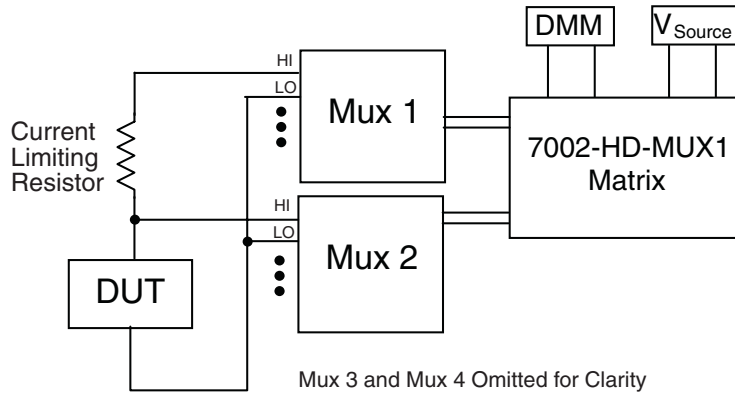 DMM
V Source
HI
LO
Mux 1
7002-HD-MUX1
Matrix
Current
Limiting
Resistor
HI
LO
Mux 2
DUT
Mux 3 and Mux 4 Omitted for Clarity